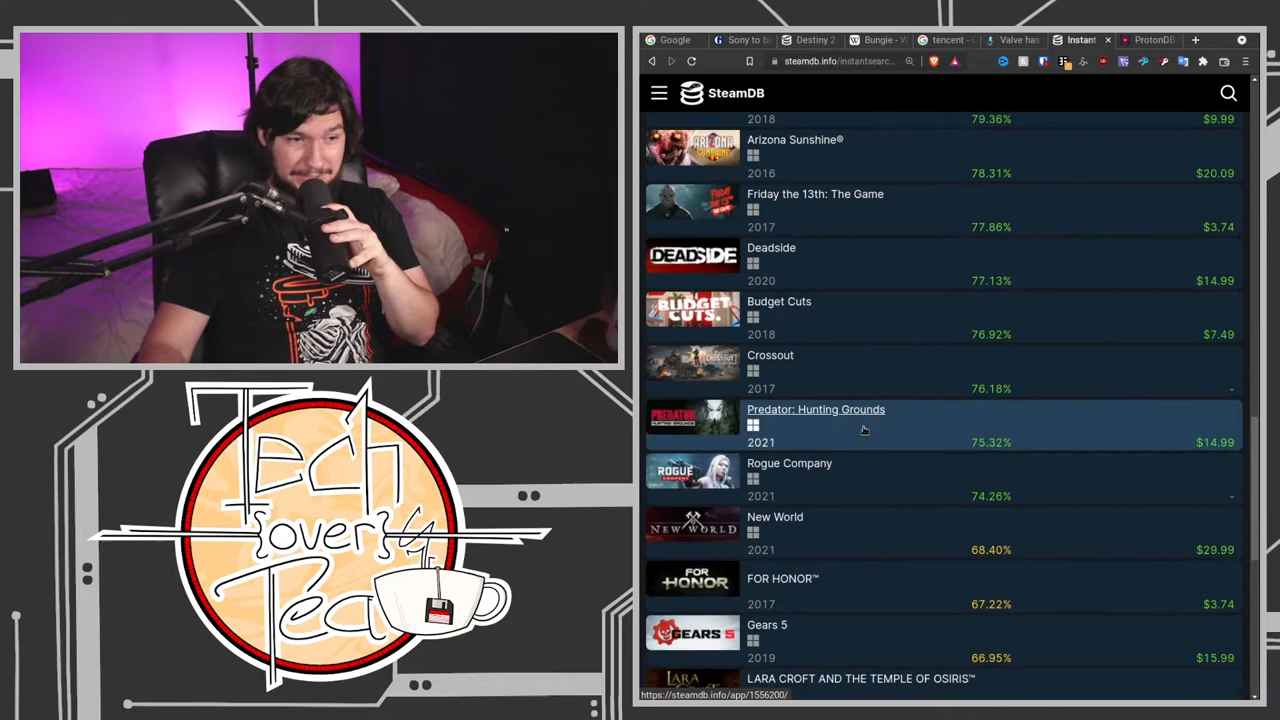 Google
Sony to b
Destiny 2
Bungie - W
tencent - G
Valve has
Instant
ProtonDB
steamdb.info/instantsearc...
SteamDB
2018 79.36% $9.99
Arizona Sunshine®
2016 78.31% $20.09
Friday the 13th: The Game
2017 77.86% $3.74
DEADSIDE Deadside
2020 77.13% $14.99
BUDGET CUTS. Budget Cuts
2018 76.92% $7.49
CROSSOUT Crossout
2017 76.18% -
PREDATOR HUNTING GROUNDS Predator: Hunting Grounds
2021 75.32% $14.99
ROGUE COMPANY Rogue Company
2021 74.26% -
NEW WORLD New World
2021 68.40% $29.99
FOR HONOR FOR HONOR™
2017 67.22% $3.74
GEARS 5 Gears 5
2019 66.95% $15.99
LARA CROFT LARA CROFT AND THE TEMPLE OF OSIRIS™
https://steamdb.info/app/1556200/
Tech
{over}
Tea